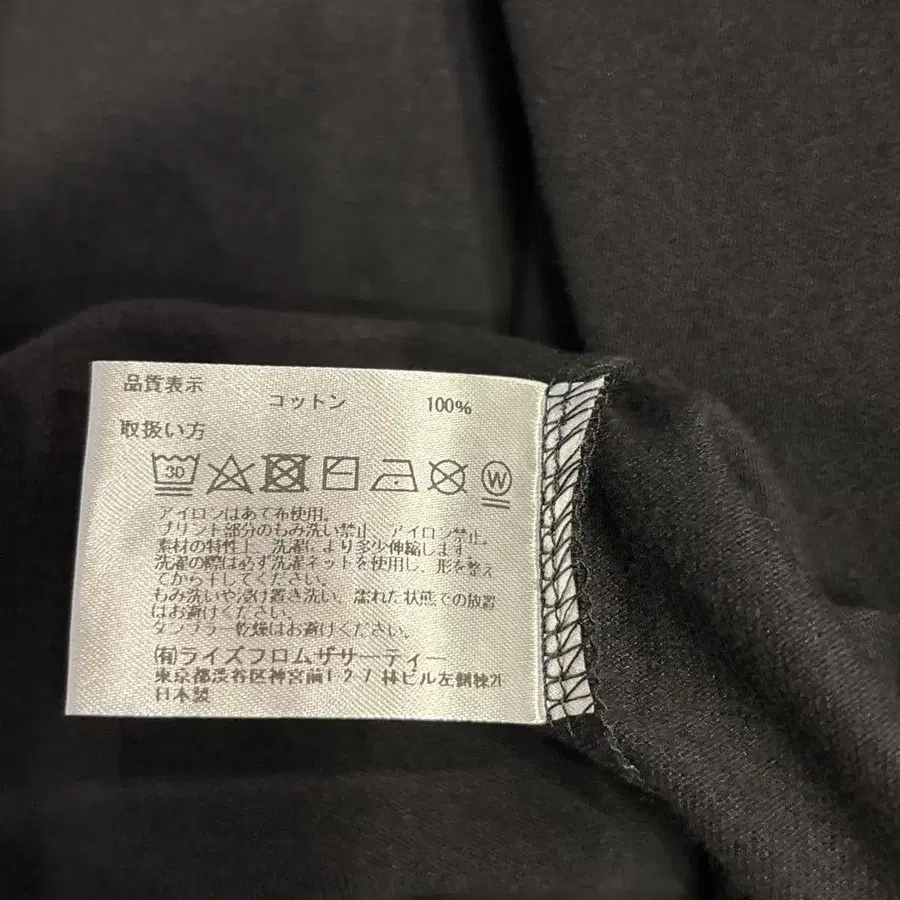 品質表示
コットン 100%
取扱い方
30 W
アイロンはあて布使用。
プリント部分のもみ洗い禁止、アイロン禁止。
素材の特性上、洗濯により多少伸縮します。
洗濯の際は必ず洗濯ネットを使用し、形を整え
てから干してください。
もみ洗いや浸け置き洗い、濡れた状態での放置
はお避けください。
タンブラー乾燥はお避けください。
(有)ライズフロムザサーティー
東京都渋谷区神宮前1-2-7 林ビル左側棟2F
日本製